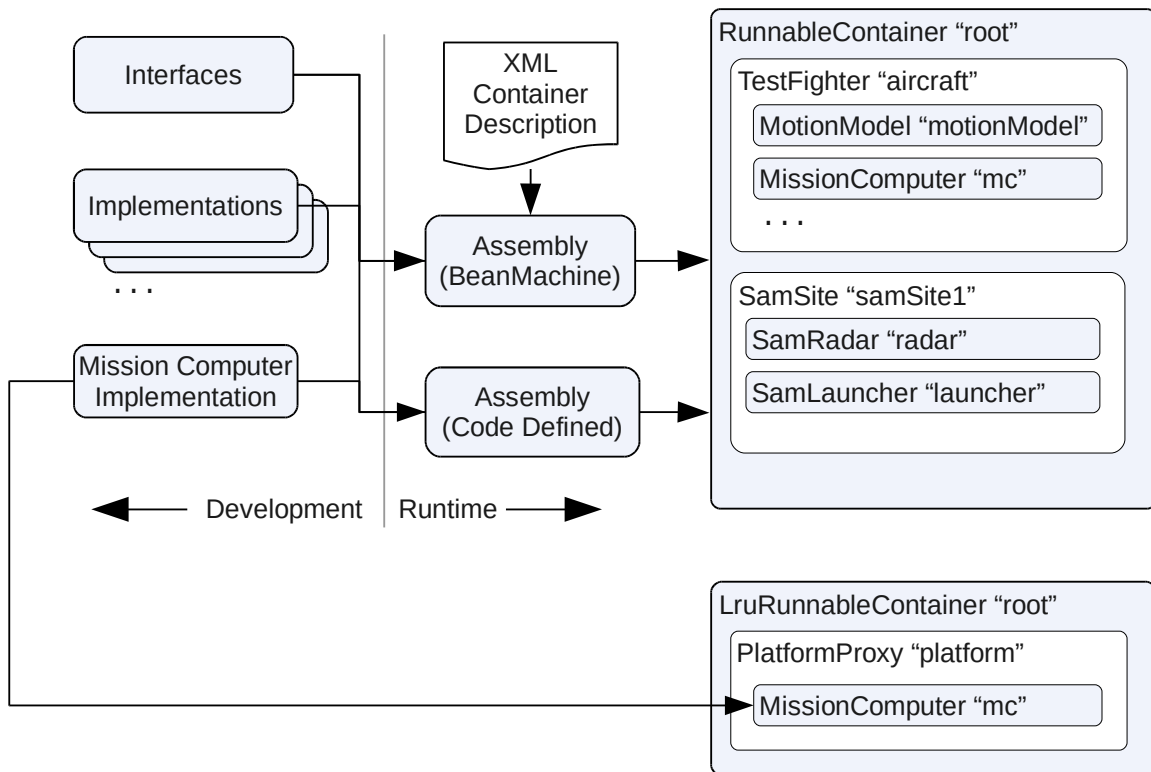 Interfaces
Implementations
. . .
Mission Computer
Implementation
Development
Runtime
XML
Container
Description
Assembly
(BeanMachine)
Assembly
(Code Defined)
RunnableContainer “root”
TestFighter “aircraft”
MotionModel “motionModel”
MissionComputer “mc”
. . .
SamSite “samSite1”
SamRadar “radar”
SamLauncher “launcher”
LruRunnableContainer “root”
PlatformProxy “platform”
MissionComputer “mc”